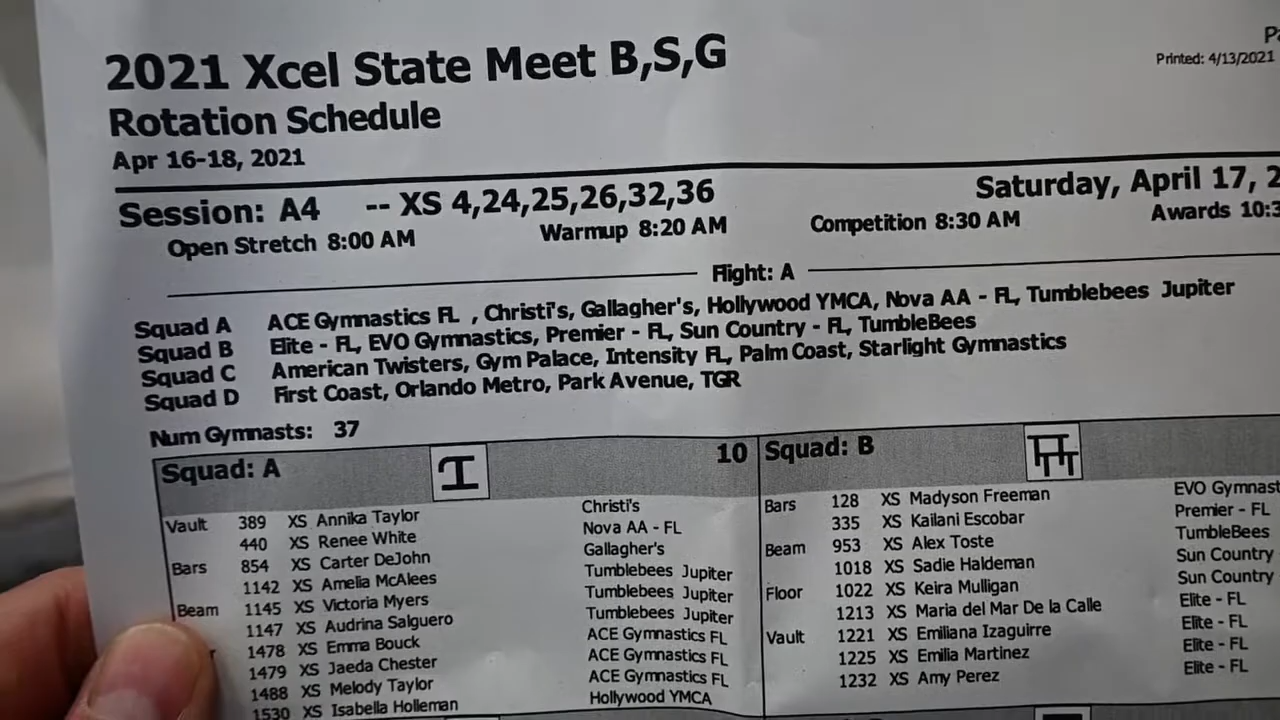 2021 Xcel State Meet B,S,G
Printed: 4/13/2021
Rotation Schedule
Apr 16-18, 2021
Session: A4 -- XS 4,24,25,26,32,36 Saturday, April 17, 2
Open Stretch 8:00 AM Warmup 8:20 AM Competition 8:30 AM Awards 10:3
Flight: A
Squad A ACE Gymnastics FL , Christi's, Gallagher's, Hollywood YMCA, Nova AA - FL, Tumblebees Jupiter
Squad B Elite - FL, EVO Gymnastics, Premier - FL, Sun Country - FL, TumbleBees
Squad C American Twisters, Gym Palace, Intensity FL, Palm Coast, Starlight Gymnastics
Squad D First Coast, Orlando Metro, Park Avenue, TGR
Num Gymnasts: 37
Squad: A 10
Vault 389 XS Annika Taylor Christi's
440 XS Renee White Nova AA - FL
Bars 854 XS Carter DeJohn Gallagher's
1142 XS Amelia McAlees Tumblebees Jupiter
Beam 1145 XS Victoria Myers Tumblebees Jupiter
1147 XS Audrina Salguero Tumblebees Jupiter
1478 XS Emma Bouck ACE Gymnastics FL
1479 XS Jaeda Chester ACE Gymnastics FL
1488 XS Melody Taylor ACE Gymnastics FL
1530 XS Isabella Holleman Hollywood YMCA
Squad: B
Bars 128 XS Madyson Freeman EVO Gymnast
335 XS Kailani Escobar Premier - FL
Beam 953 XS Alex Toste TumbleBees
1018 XS Sadie Haldeman Sun Country
Floor 1022 XS Keira Mulligan Sun Country
1213 XS Maria del Mar De la Calle Elite - FL
Vault 1221 XS Emiliana Izaguirre Elite - FL
1225 XS Emilia Martinez Elite - FL
1232 XS Amy Perez Elite - FL